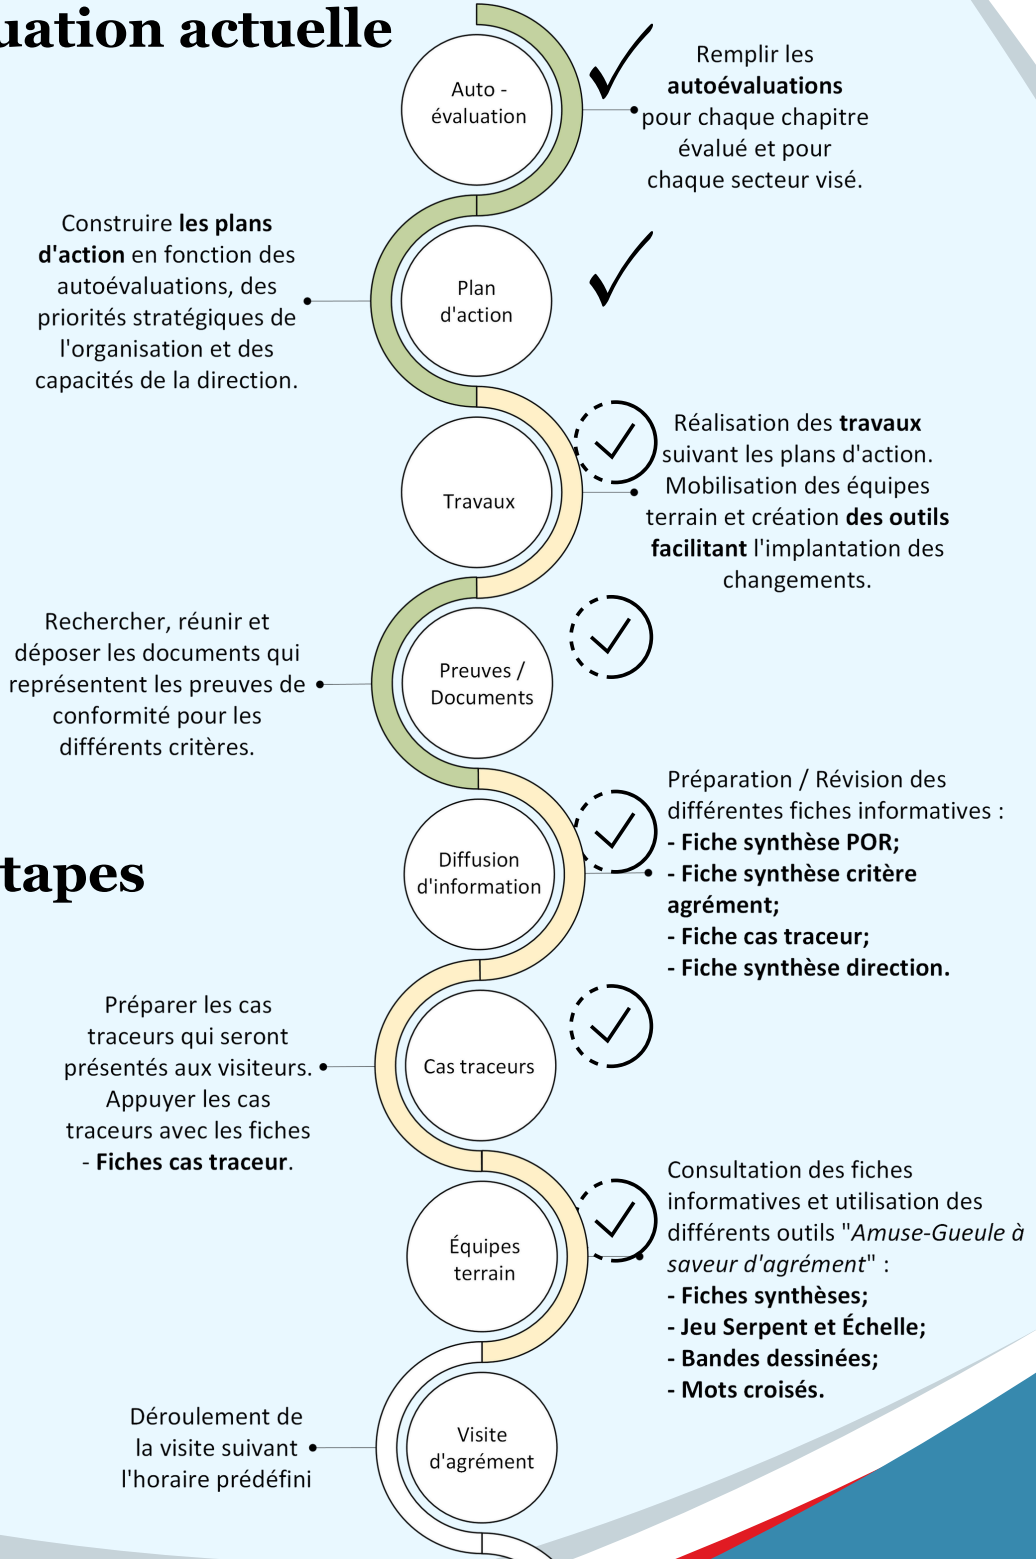 uation actuelle
Auto -
évaluation
Remplir les
autoévaluations
pour chaque chapitre
évalué et pour
chaque secteur visé.
Construire les plans
d'action en fonction des
autoévaluations, des
priorités stratégiques de
l'organisation et des
capacités de la direction.
Plan
d'action
Travaux
Réalisation des travaux
suivant les plans d'action.
Mobilisation des équipes
terrain et création des outils
facilitant l'implantation des
changements.
Rechercher, réunir et
déposer les documents qui
représentent les preuves de
conformité pour les
différents critères.
Preuves /
Documents
tapes
Diffusion
d'information
Préparation / Révision des
différentes fiches informatives :
- Fiche synthèse POR;
- Fiche synthèse critère
agrément;
- Fiche cas traceur;
- Fiche synthèse direction.
Préparer les cas
traceurs qui seront
présentés aux visiteurs.
Appuyer les cas
traceurs avec les fiches
- Fiches cas traceur.
Cas traceurs
Équipes
terrain
Consultation des fiches
informatives et utilisation des
différents outils "Amuse-Gueule à
saveur d'agrément" :
- Fiches synthèses;
- Jeu Serpent et Échelle;
- Bandes dessinées;
- Mots croisés.
Déroulement de
la visite suivant
l'horaire prédéfini
Visite
d'agrément